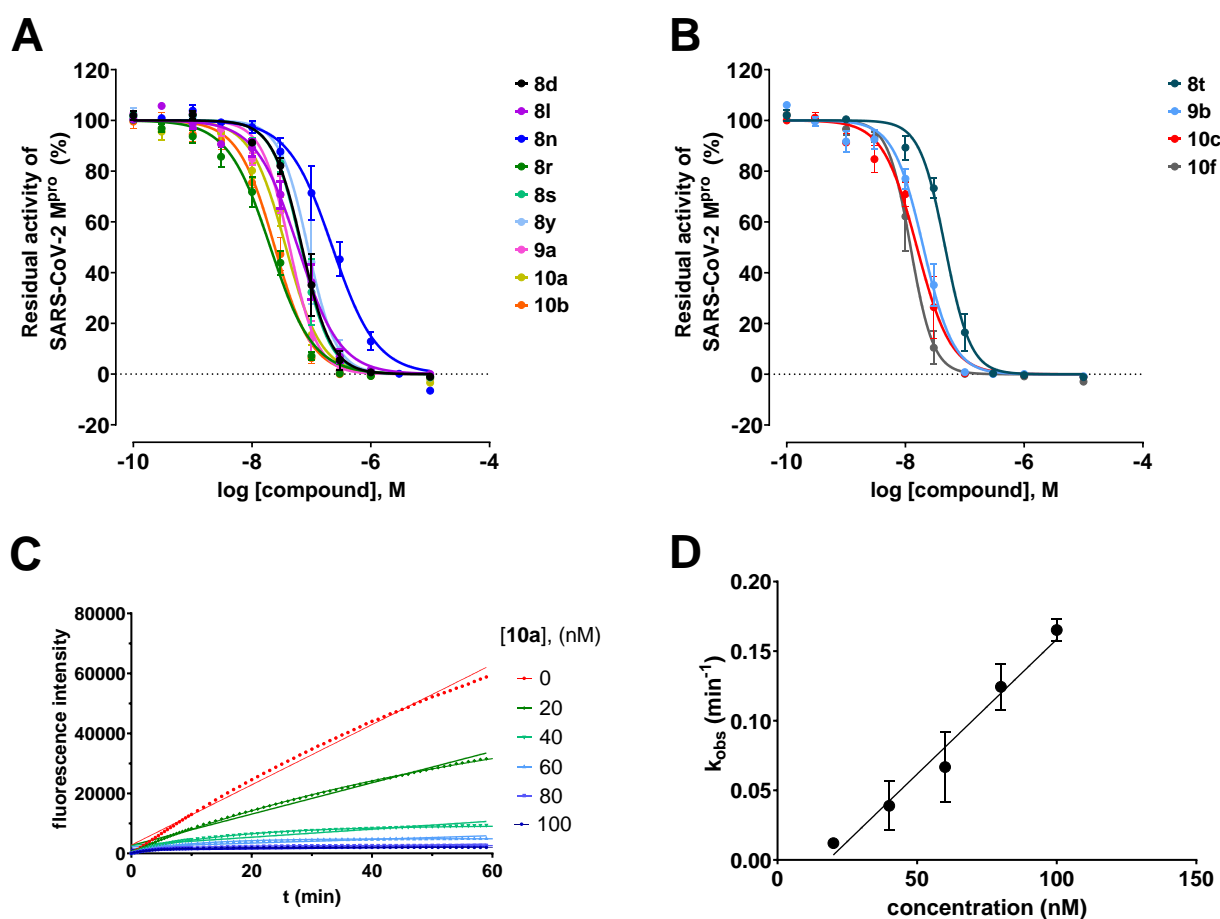 A
Residual activity of
SARS-CoV-2 Mᵖʳᵒ (%)
120
100
80
60
40
20
0
-20
-10
-8
-6
-4
log [compound], M
8d
8l
8n
8r
8s
8y
9a
10a
10b
B
Residual activity of
SARS-CoV-2 Mᵖʳᵒ (%)
120
100
80
60
40
20
0
-20
-10
-8
-6
-4
log [compound], M
8t
9b
10c
10f
C
fluorescence intensity
80000
60000
40000
20000
0
0
20
40
60
t (min)
[10a], (nM)
0
20
40
60
80
100
D
k_obs (min⁻¹)
0.20
0.15
0.10
0.05
0.00
0
50
100
150
concentration (nM)